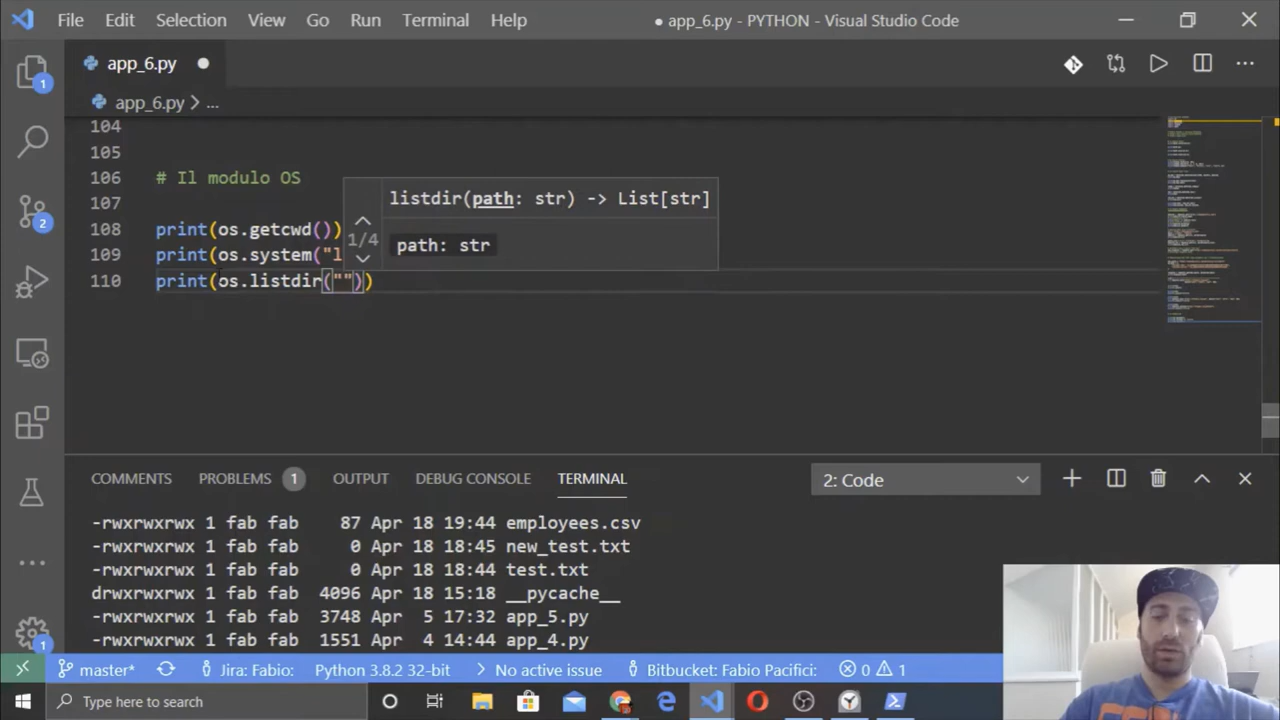 File Edit Selection View Go Run Terminal Help
● app_6.py - PYTHON - Visual Studio Code
app_6.py
app_6.py > ...
104
105
106 # Il modulo OS
107
108 print(os.getcwd())
109 print(os.system("l
110 print(os.listdir(""))
listdir(path: str) -> List[str]
1/4
path: str
1
2
1
COMMENTS PROBLEMS 1 OUTPUT DEBUG CONSOLE TERMINAL 2: Code
-rwxrwxrwx 1 fab fab 87 Apr 18 19:44 employees.csv
-rwxrwxrwx 1 fab fab 0 Apr 18 18:45 new_test.txt
-rwxrwxrwx 1 fab fab 0 Apr 18 18:44 test.txt
drwxrwxrwx 1 fab fab 4096 Apr 18 15:18 __pycache__
-rwxrwxrwx 1 fab fab 3748 Apr 5 17:32 app_5.py
-rwxrwxrwx 1 fab fab 1551 Apr 4 14:44 app_4.py
master* Jira: Fabio: Python 3.8.2 32-bit No active issue Bitbucket: Fabio Pacifici: 0 1
Type here to search